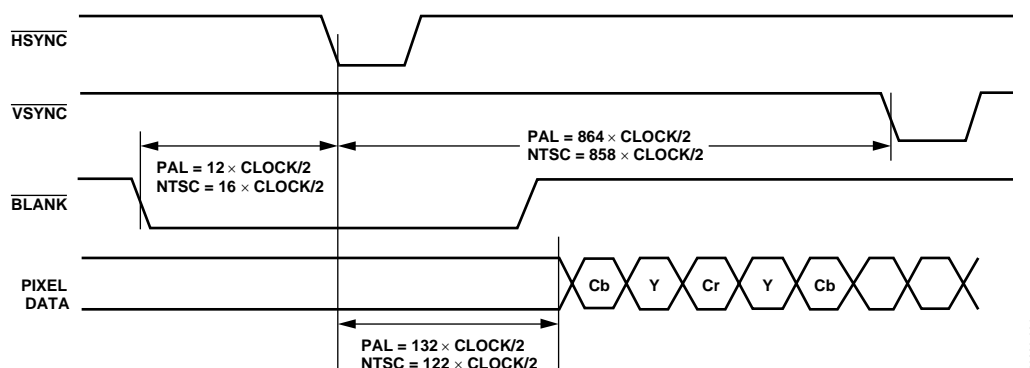 HSYNC
VSYNC
PAL = 864 × CLOCK/2
NTSC = 858 × CLOCK/2
PAL = 12 × CLOCK/2
NTSC = 16 × CLOCK/2
BLANK
PIXEL
DATA
Cb Y Cr Y Cb
PAL = 132 × CLOCK/2
NTSC = 122 × CLOCK/2